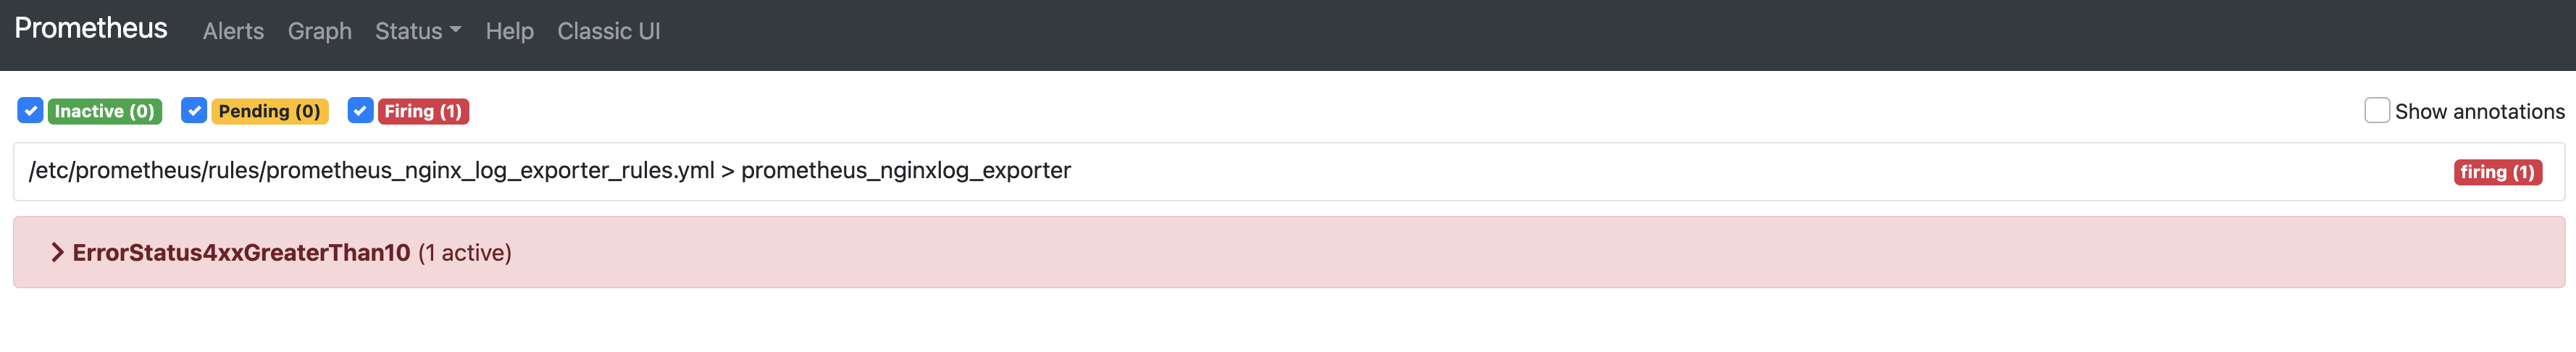 Prometheus Alerts Graph Status Help Classic UI
Inactive (0) Pending (0) Firing (1) Show annotations
/etc/prometheus/rules/prometheus_nginx_log_exporter_rules.yml > prometheus_nginxlog_exporter firing (1)
ErrorStatus4xxGreaterThan10 (1 active)